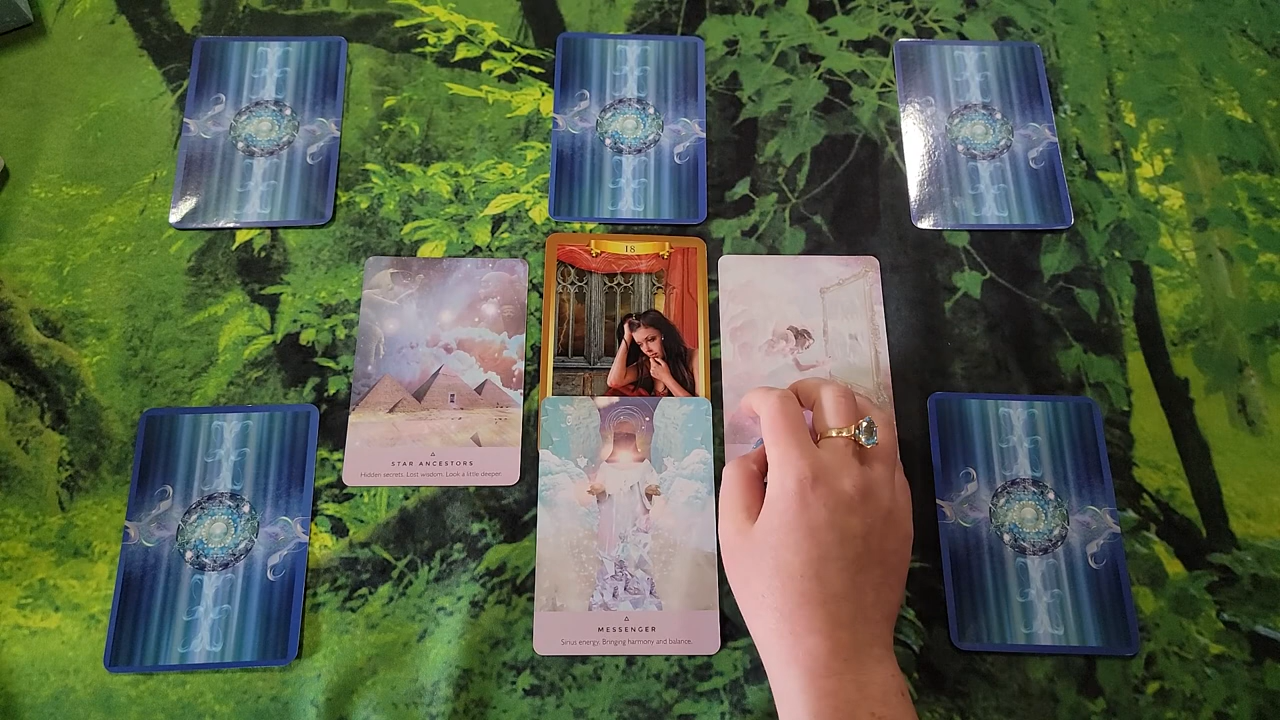 18
STAR ANCESTORS
Hidden secrets. Lost wisdom. Look a little deeper.
MESSENGER
Sirius energy. Bringing harmony and balance.